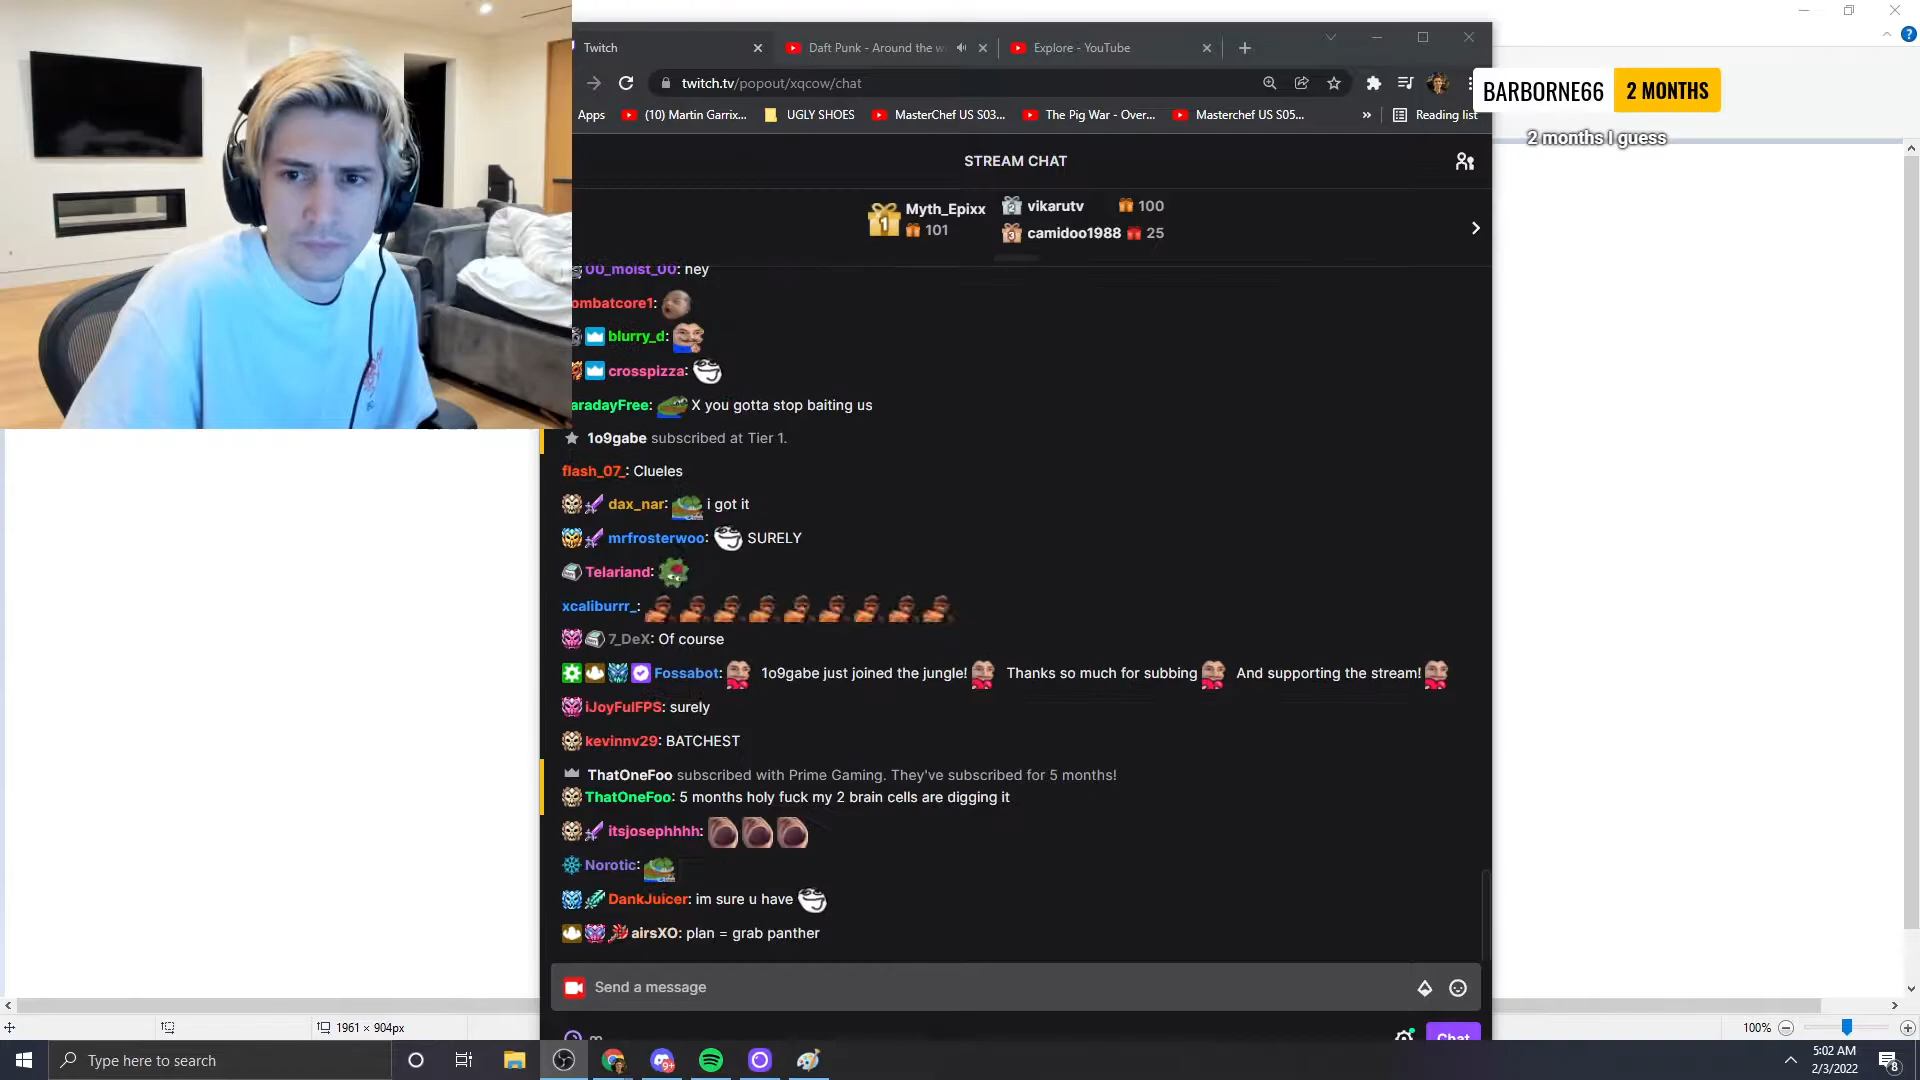 Twitch
Daft Punk - Around the w
Explore - YouTube
twitch.tv/popout/xqcow/chat
Apps
(10) Martin Garrix...
UGLY SHOES
MasterChef US S03...
The Pig War - Over...
Masterchef US S05...
»
Reading list
BARBORNE66
2 MONTHS
2 months I guess
STREAM CHAT
1
Myth_Epixx
101
2
vikarutv
100
3
camidoo1988
25
00_moist_00: hey
ombatcore1:
blurry_d:
crosspizza:
aradayFree: X you gotta stop baiting us
1o9gabe subscribed at Tier 1.
flash_07_: Clueles
dax_nar: i got it
mrfrosterwoo: SURELY
Telariand:
xcaliburrr_:
7_DeX: Of course
Fossabot: 1o9gabe just joined the jungle! Thanks so much for subbing And supporting the stream!
iJoyFulFPS: surely
kevinnv29: BATCHEST
ThatOneFoo subscribed with Prime Gaming. They've subscribed for 5 months!
ThatOneFoo: 5 months holy fuck my 2 brain cells are digging it
itsjosephhhh:
Norotic:
DankJuicer: im sure u have
airsXO: plan = grab panther
Send a message
Chat
1961 × 904px
100%
Type here to search
9+
5:02 AM
2/3/2022
8